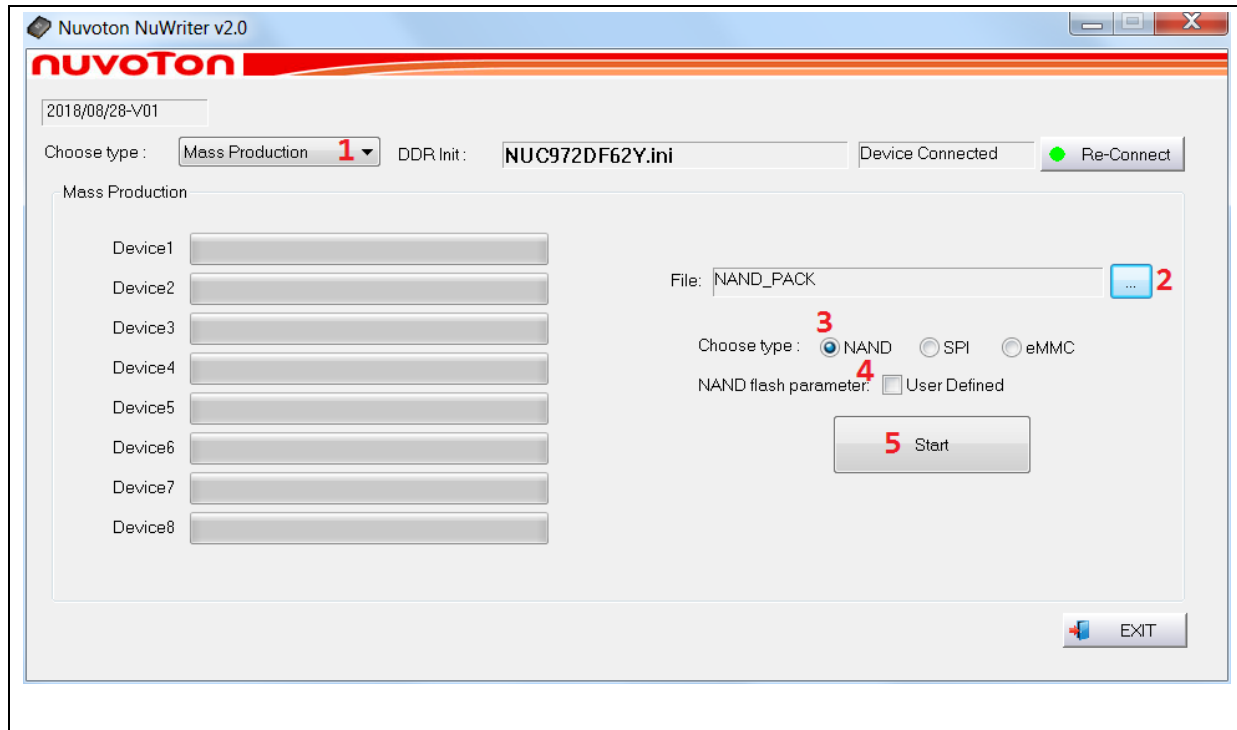 Nuvoton NuWriter v2.0
nuvoTon
2018/08/28-V01
Choose type : Mass Production 1 DDR Init : NUC972DF62Y.ini Device Connected Re-Connect
Mass Production
Device1
Device2
Device3
Device4
Device5
Device6
Device7
Device8
File: NAND_PACK ... 2
3
Choose type : NAND SPI eMMC
4
NAND flash parameter: User Defined
5 Start
EXIT